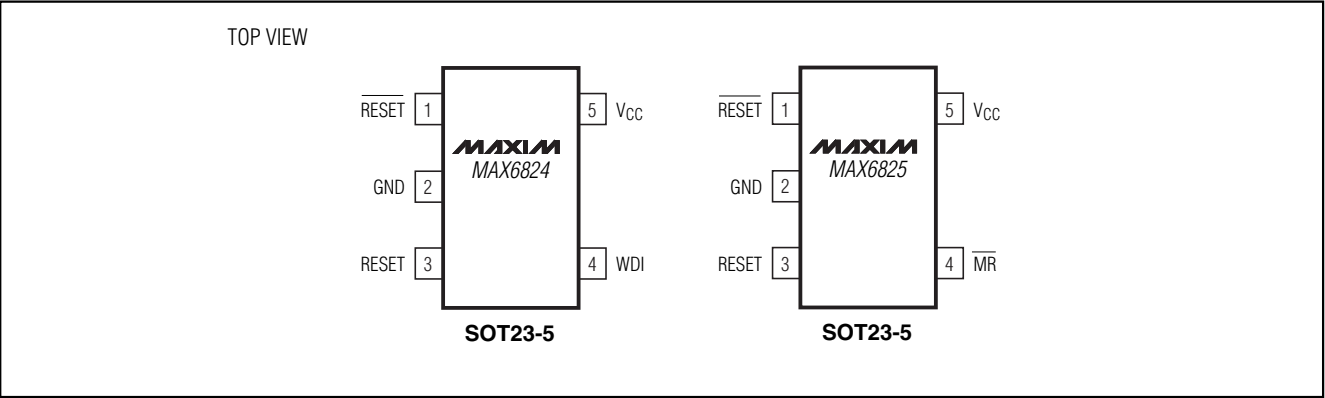 TOP VIEW
RESET 1
5 VCC
MAXIM
MAX6824
GND 2
RESET 3
4 WDI
SOT23-5
RESET 1
5 VCC
MAXIM
MAX6825
GND 2
RESET 3
4 MR
SOT23-5